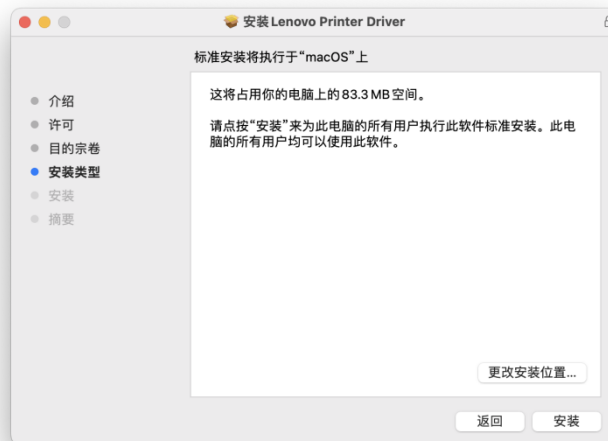 安装Lenovo Printer Driver
标准安装将执行于“macOS”上
介绍
许可
目的宗卷
安装类型
安装
摘要
这将占用你的电脑上的83.3 MB空间。
请点按“安装”来为此电脑的所有用户执行此软件标准安装。此电
脑的所有用户均可以使用此软件。
更改安装位置...
返回
安装